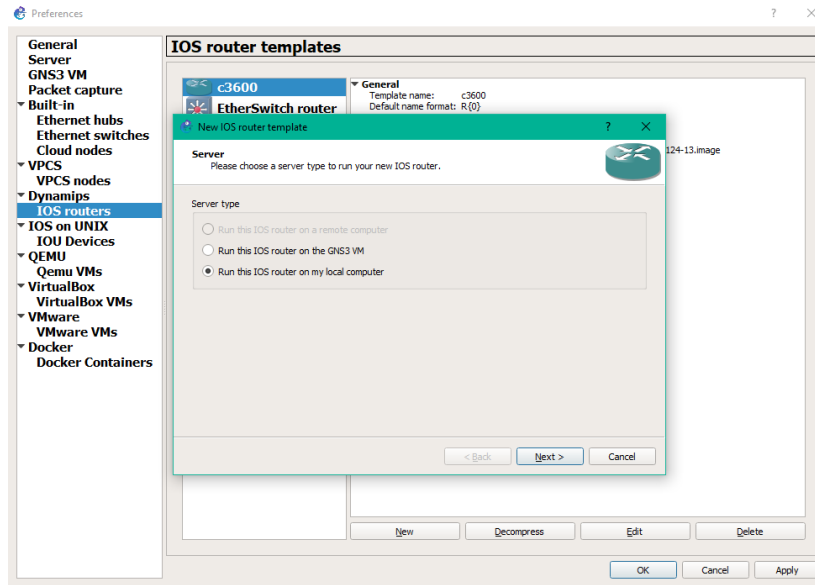 Preferences
General
Server
GNS3 VM
Packet capture
Built-in
Ethernet hubs
Ethernet switches
Cloud nodes
VPCS
VPCS nodes
Dynamips
IOS routers
IOS on UNIX
IOU Devices
QEMU
Qemu VMs
VirtualBox
VirtualBox VMs
VMware
VMware VMs
Docker
Docker Containers
IOS router templates
c3600
EtherSwitch router
General
Template name: c3600
Default name format: R{0}
124-13.image
New IOS router template
?
Server
Please choose a server type to run your new IOS router.
Server type
Run this IOS router on a remote computer
Run this IOS router on the GNS3 VM
Run this IOS router on my local computer
< Back
Next >
Cancel
New
Decompress
Edit
Delete
OK
Cancel
Apply
?